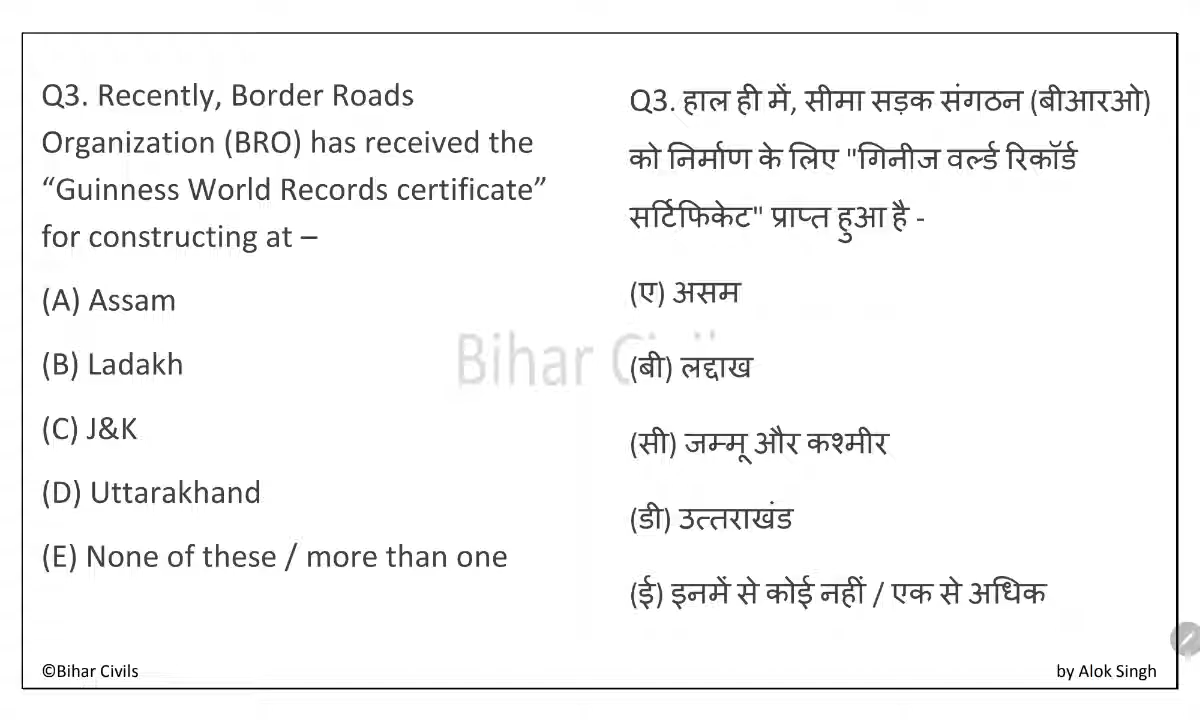 Q3. Recently, Border Roads
Organization (BRO) has received the
“Guinness World Records certificate”
for constructing at –
(A) Assam
(B) Ladakh
(C) J&K
(D) Uttarakhand
(E) None of these / more than one
Q3. हाल ही में, सीमा सड़क संगठन (बीआरओ)
को निर्माण के लिए "गिनीज वर्ल्ड रिकॉर्ड
सर्टिफिकेट" प्राप्त हुआ है -
(ए) असम
(बी) लद्दाख
(सी) जम्मू और कश्मीर
(डी) उत्तराखंड
(ई) इनमें से कोई नहीं / एक से अधिक
Bihar
©Bihar Civils
by Alok Singh